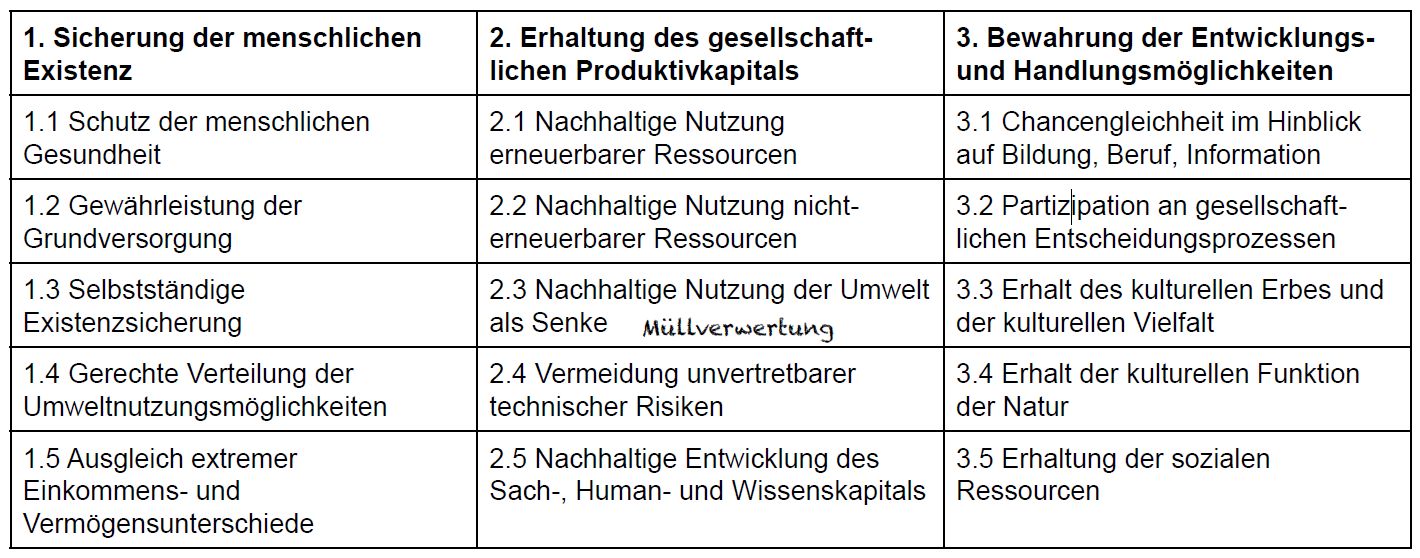 1. Sicherung der menschlichen
Existenz
2. Erhaltung des gesellschaft-
lichen Produktivkapitals
3. Bewahrung der Entwicklungs-
und Handlungsmöglichkeiten
1.1 Schutz der menschlichen
Gesundheit
2.1 Nachhaltige Nutzung
erneuerbarer Ressourcen
3.1 Chancengleichheit im Hinblick
auf Bildung, Beruf, Information
1.2 Gewährleistung der
Grundversorgung
2.2 Nachhaltige Nutzung nicht-
erneuerbarer Ressourcen
3.2 Partizipation an gesellschaft-
lichen Entscheidungsprozessen
1.3 Selbstständige
Existenzsicherung
2.3 Nachhaltige Nutzung der Umwelt
als Senke Müllverwertung
3.3 Erhalt des kulturellen Erbes und
der kulturellen Vielfalt
1.4 Gerechte Verteilung der
Umweltnutzungsmöglichkeiten
2.4 Vermeidung unvertretbarer
technischer Risiken
3.4 Erhalt der kulturellen Funktion
der Natur
1.5 Ausgleich extremer
Einkommens- und
Vermögensunterschiede
2.5 Nachhaltige Entwicklung des
Sach-, Human- und Wissenskapitals
3.5 Erhaltung der sozialen
Ressourcen